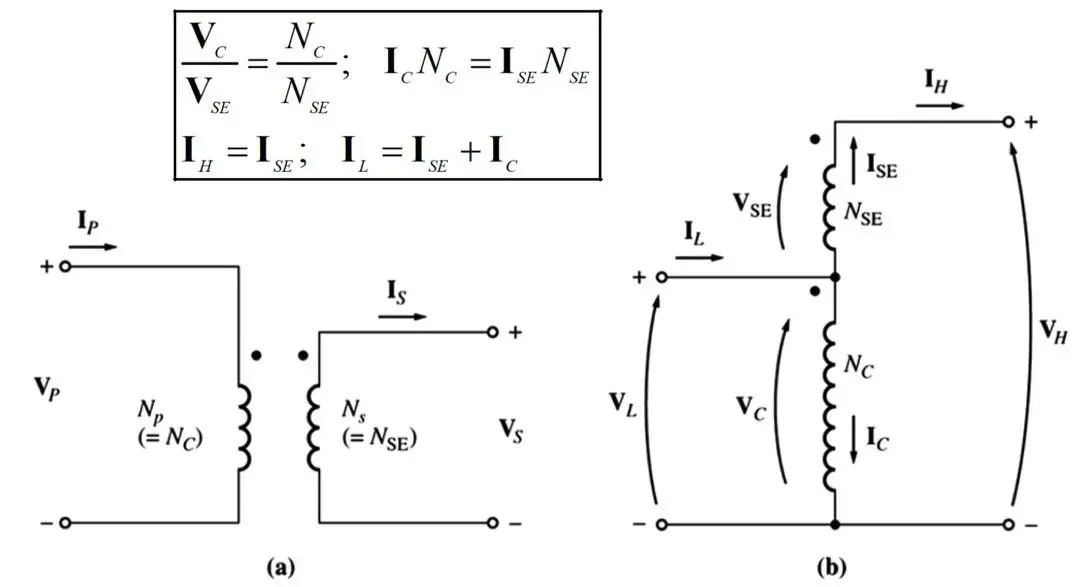 V_C / V_SE = N_C / N_SE ; I_C N_C = I_SE N_SE
I_H = I_SE ; I_L = I_SE + I_C
I_P
+
I_S
+
V_P
N_p
(= N_C)
N_s
(= N_SE)
V_S
−
−
(a)
I_H
+
I_SE
V_SE
N_SE
I_L
+
V_L
V_C
N_C
I_C
V_H
−
−
(b)